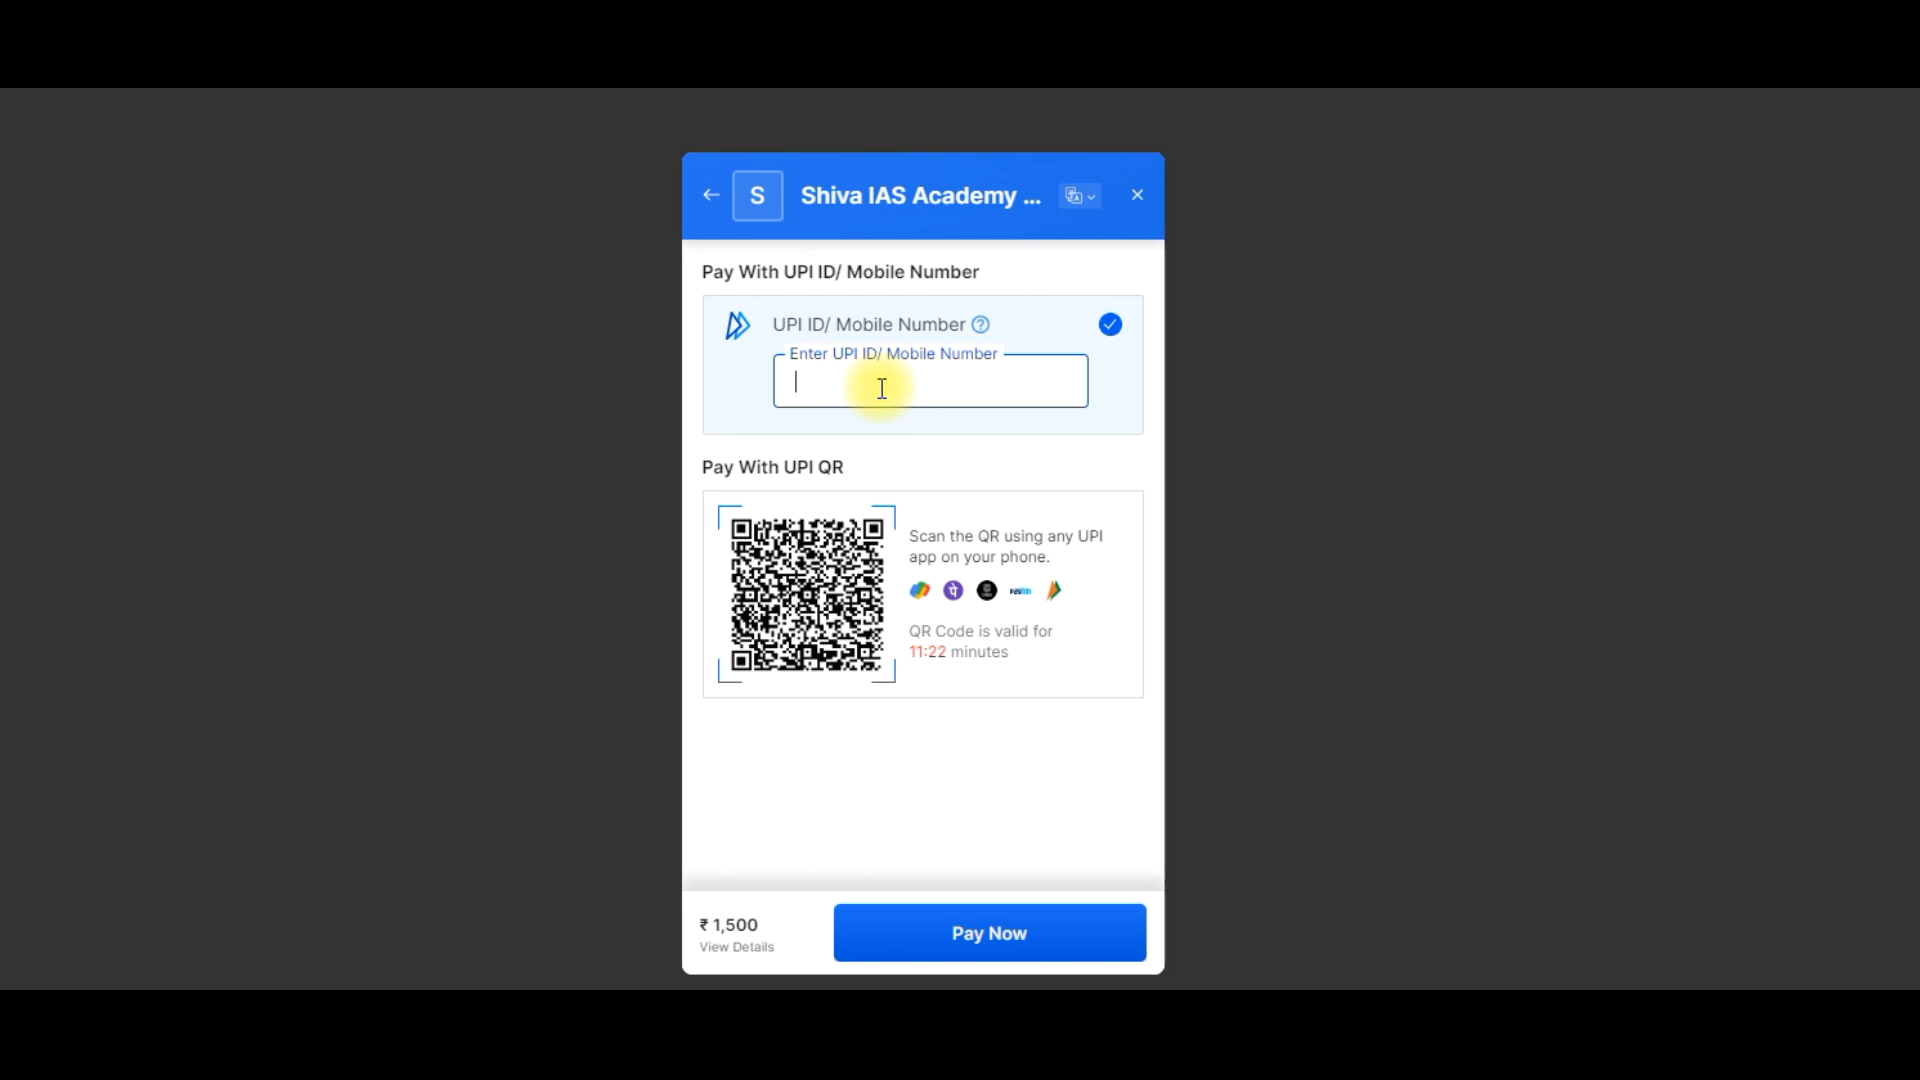 S
Shiva IAS Academy ...
Pay With UPI ID/ Mobile Number
UPI ID/ Mobile Number ?
Enter UPI ID/ Mobile Number
Pay With UPI QR
Scan the QR using any UPI
app on your phone.
पे
paytm
QR Code is valid for
11:22 minutes
₹ 1,500
View Details
Pay Now